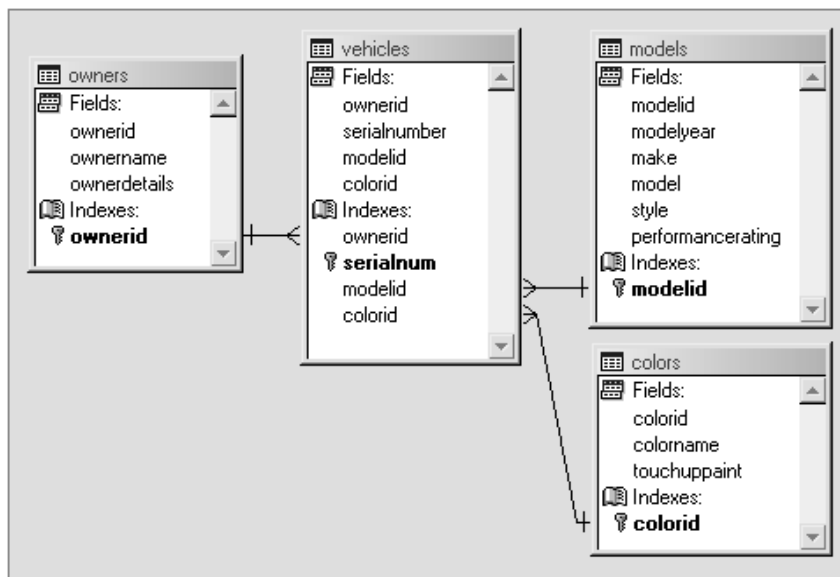 owners
Fields:
ownerid
ownername
ownerdetails
Indexes:
ownerid
vehicles
Fields:
ownerid
serialnumber
modelid
colorid
Indexes:
ownerid
serialnum
modelid
colorid
models
Fields:
modelid
modelyear
make
model
style
performancerating
Indexes:
modelid
colors
Fields:
colorid
colorname
touchuppaint
Indexes:
colorid